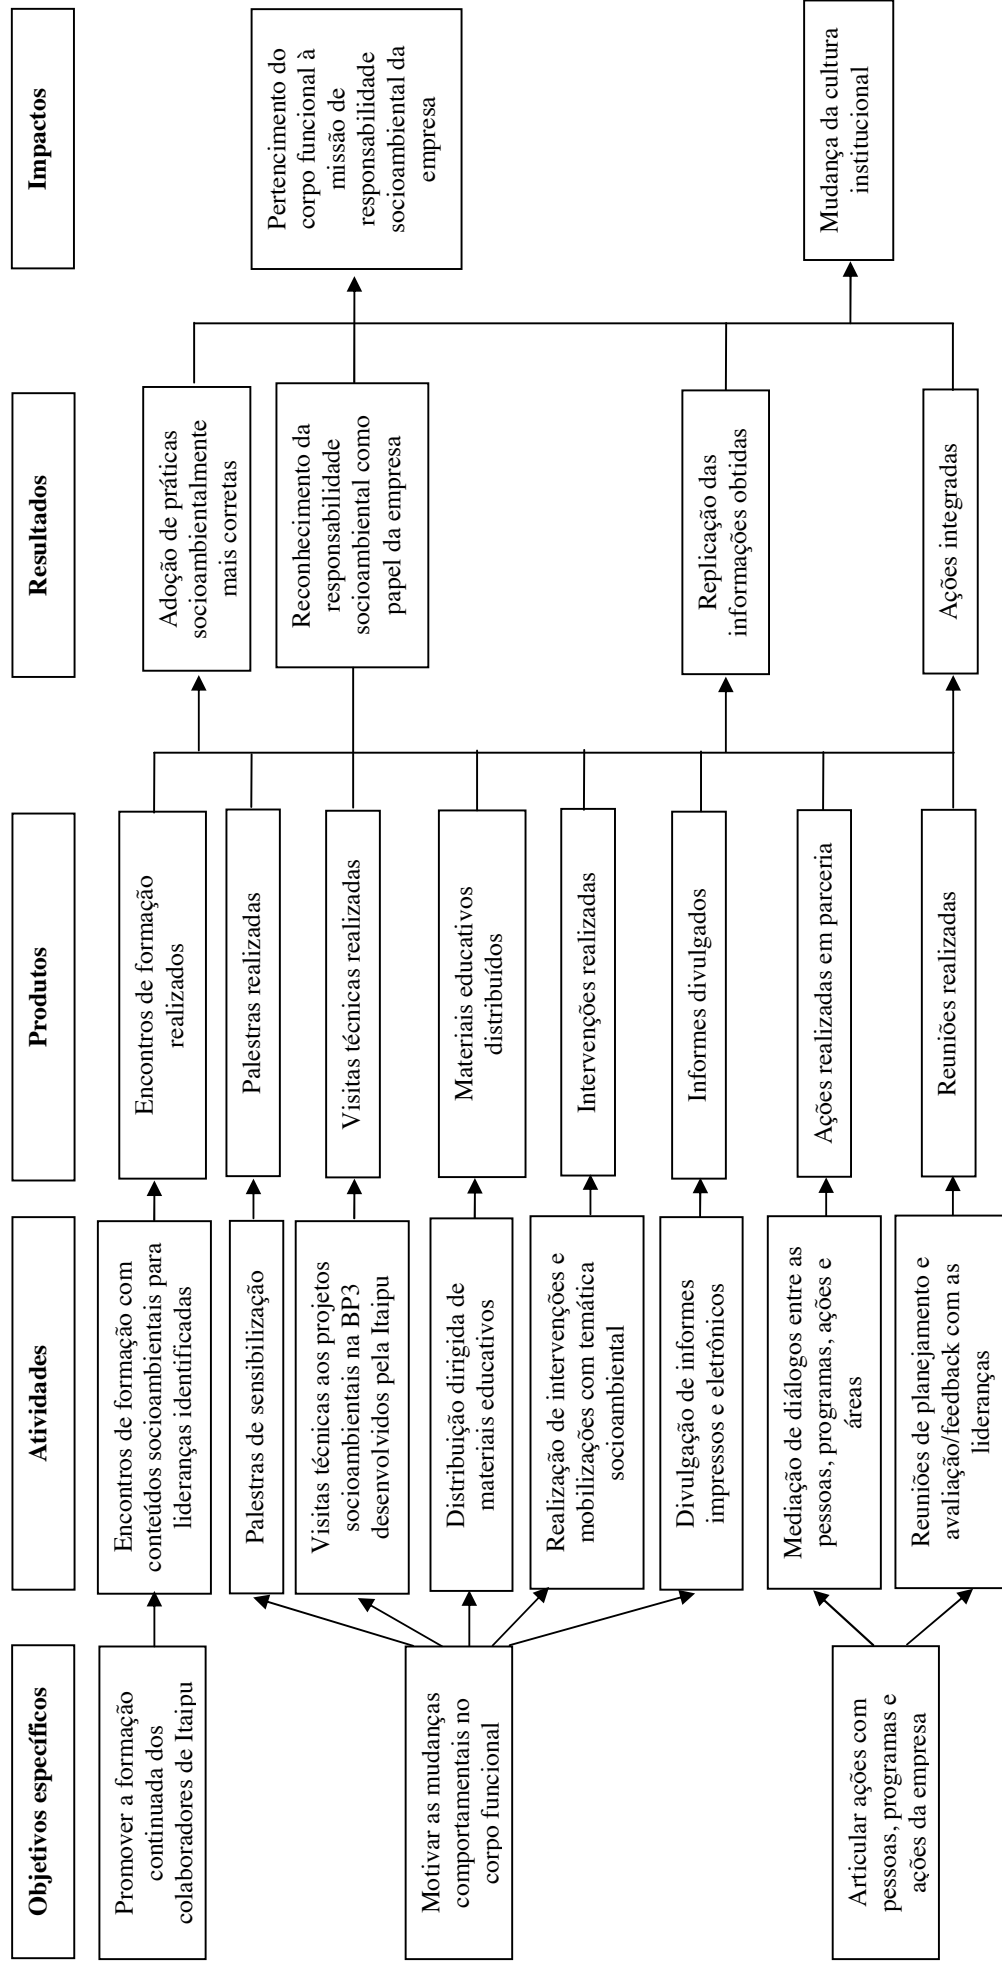 Objetivos específicos
Atividades
Produtos
Resultados
Impactos
Promover a formação
continuada dos
colaboradores de Itaipu
Motivar as mudanças
comportamentais no
corpo funcional
Articular ações com
pessoas, programas e
ações da empresa
Encontros de formação com
conteúdos socioambientais para
lideranças identificadas
Palestras de sensibilização
Visitas técnicas aos projetos
socioambientais na BP3
desenvolvidos pela Itaipu
Distribuição dirigida de
materiais educativos
Realização de intervenções e
mobilizações com temática
socioambiental
Divulgação de informes
impressos e eletrônicos
Mediação de diálogos entre as
pessoas, programas, ações e
áreas
Reuniões de planejamento e
avaliação/feedback com as
lideranças
Encontros de formação
realizados
Palestras realizadas
Visitas técnicas realizadas
Materiais educativos
distribuídos
Intervenções realizadas
Informes divulgados
Ações realizadas em parceria
Reuniões realizadas
Adoção de práticas
socioambientalmente
mais corretas
Reconhecimento da
responsabilidade
socioambiental como
papel da empresa
Replicação das
informações obtidas
Ações integradas
Pertencimento do
corpo funcional à
missão de
responsabilidade
socioambiental da
empresa
Mudança da cultura
institucional